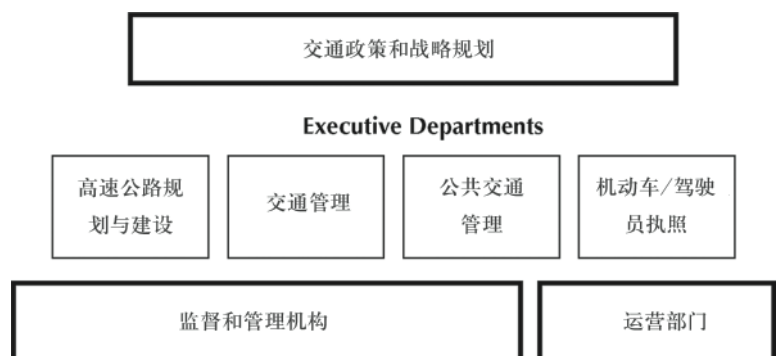 交通政策和战略规划
Executive Departments
高速公路规
划与建设
交通管理
公共交通
管理
机动车/驾驶
员执照
监督和管理机构
运营部门